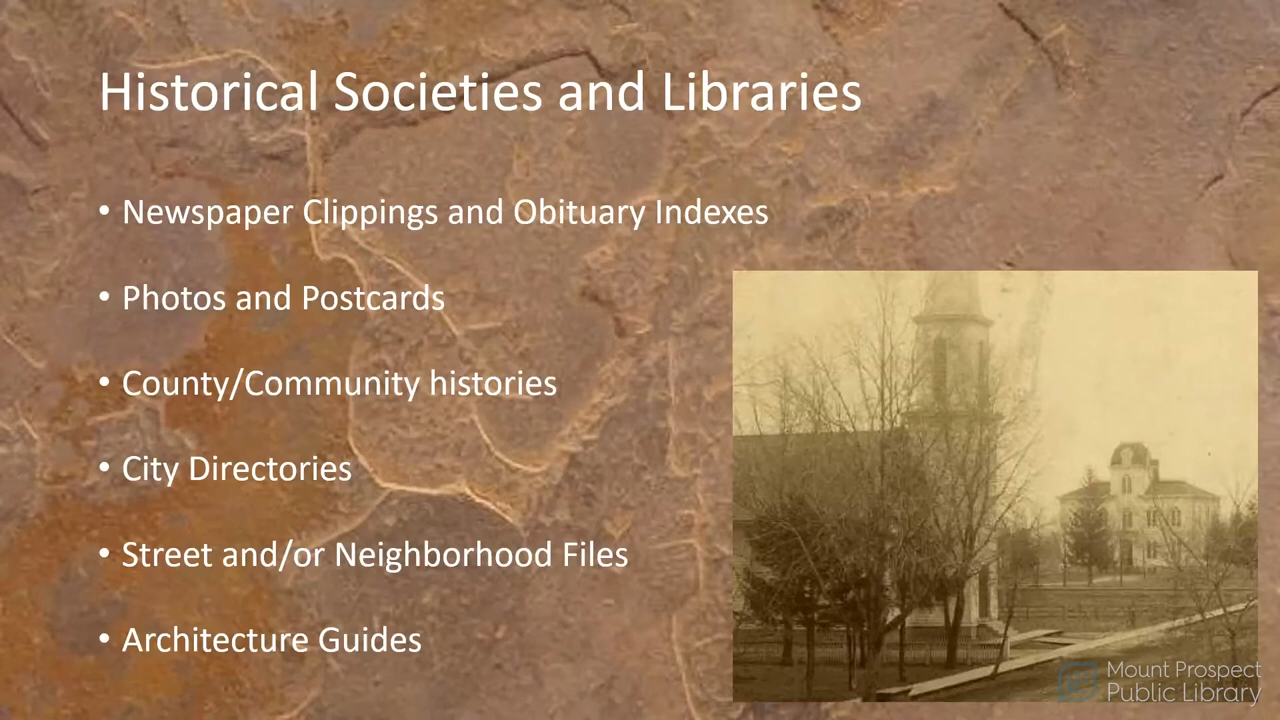 Historical Societies and Libraries
• Newspaper Clippings and Obituary Indexes
• Photos and Postcards
• County/Community histories
• City Directories
• Street and/or Neighborhood Files
• Architecture Guides
Mount Prospect
Public Library